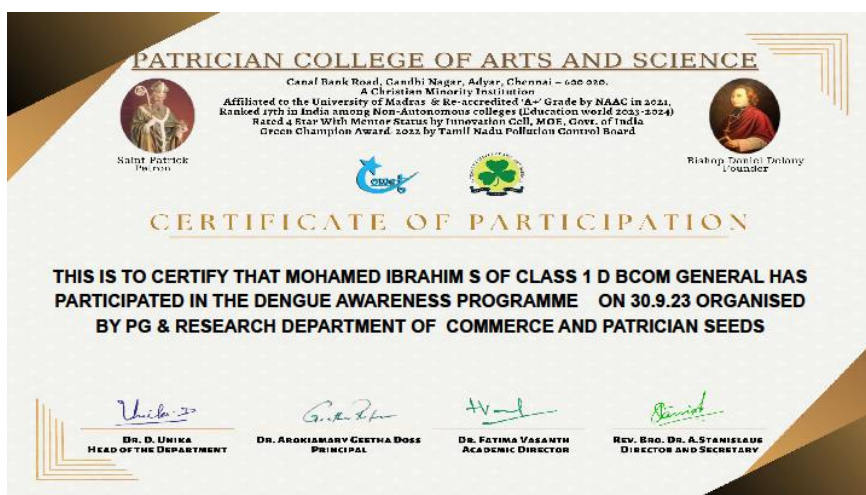 PATRICIAN COLLEGE OF ARTS AND SCIENCE
Canal Bank Road, Gandhi Nagar, Adyar, Chennai – 600 020.
A Christian Minority Institution
Affiliated to the University of Madras & Re-accredited 'A+' Grade by NAAC in 2021,
Ranked 17th in India among Non-Autonomous colleges (Education world 2023-2024)
Rated 4 Star With Mentor Status by Innovation Cell, MOE, Govt. of India
Green Champion Award 2022 by Tamil Nadu Pollution Control Board
Saint Patrick
Patron
Bishop Daniel Delany
Founder
CERTIFICATE OF PARTICIPATION
THIS IS TO CERTIFY THAT MOHAMED IBRAHIM S OF CLASS 1 D BCOM GENERAL HAS
PARTICIPATED IN THE DENGUE AWARENESS PROGRAMME ON 30.9.23 ORGANISED
BY PG & RESEARCH DEPARTMENT OF COMMERCE AND PATRICIAN SEEDS
DR. D. UNIKA
HEAD OF THE DEPARTMENT
DR. AROKIAMARY GEETHA DOSS
PRINCIPAL
DR. FATIMA VASANTH
ACADEMIC DIRECTOR
REV. BRO. DR. A.STANISLAUS
DIRECTOR AND SECRETARY